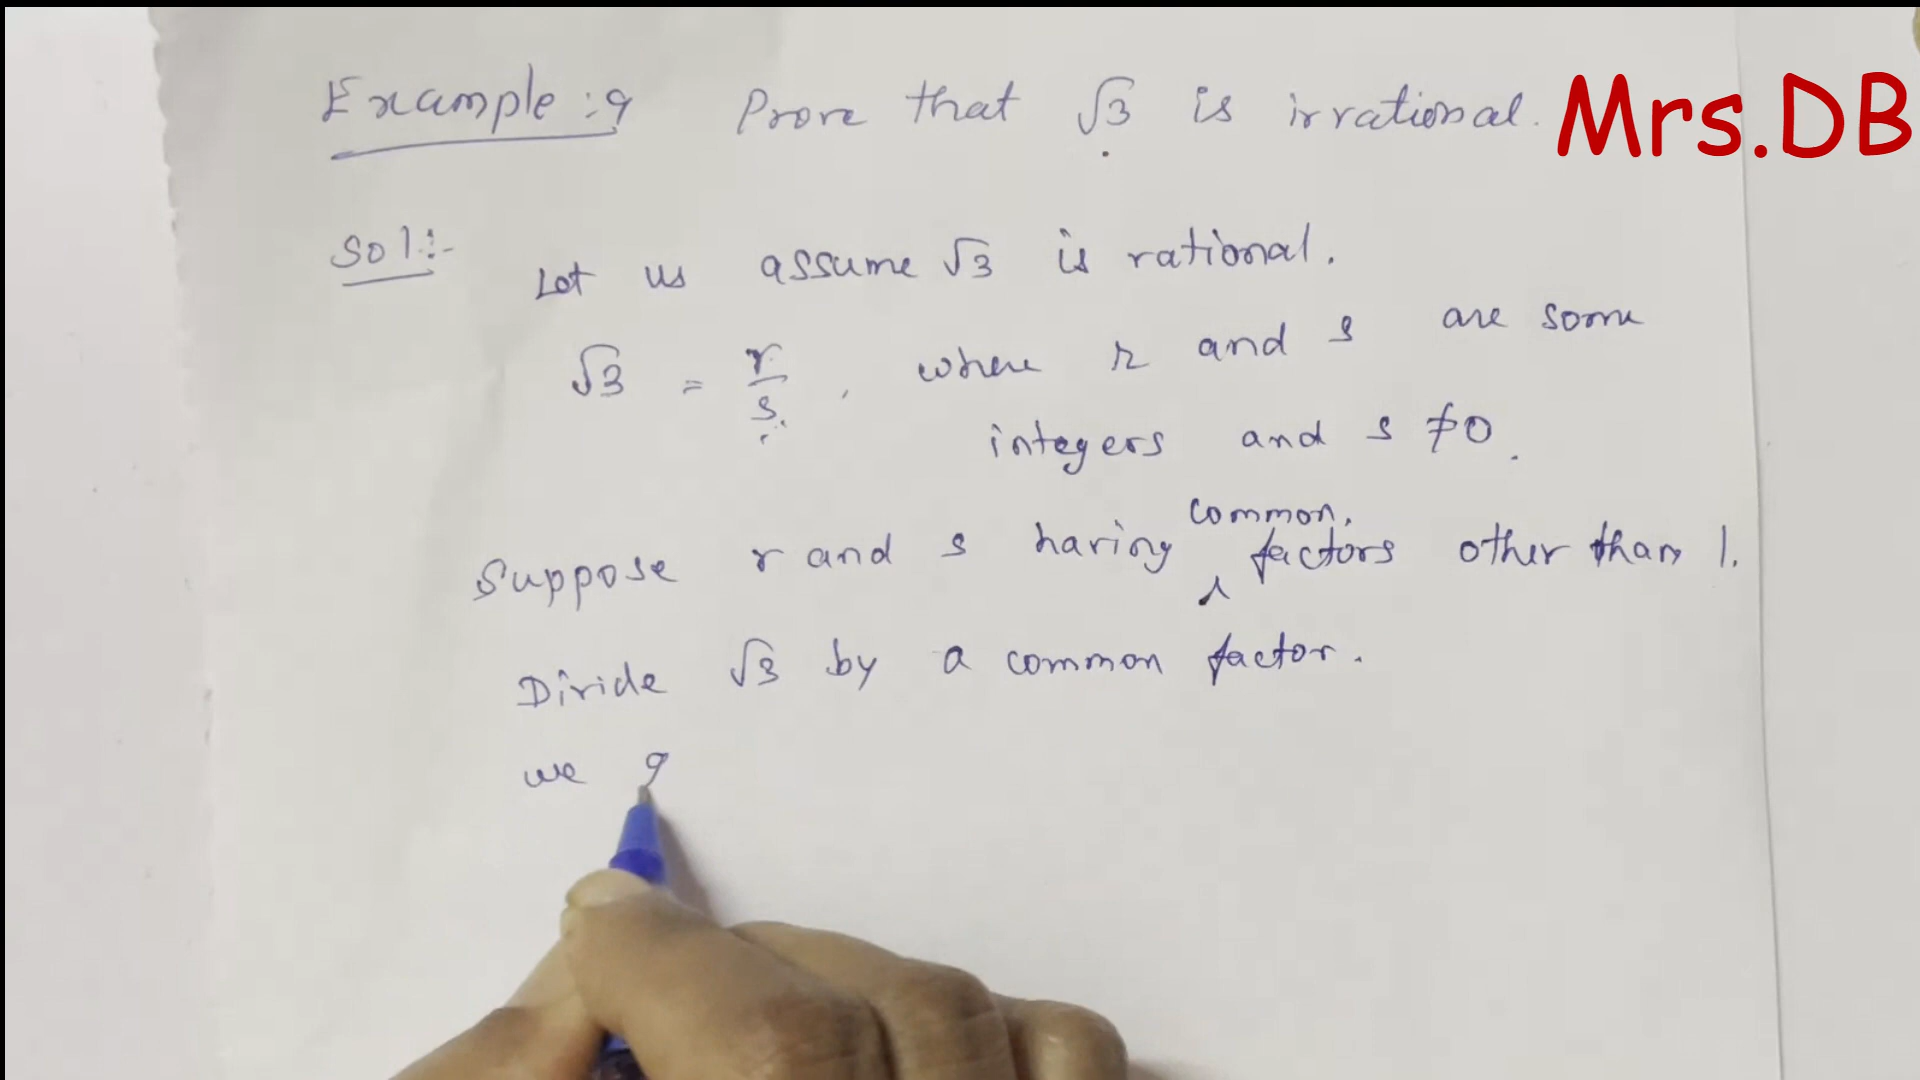 Example:9 Prove that √3 is irrational.
Mrs.DB
Sol:-
Let us assume √3 is rational.
√3 = r/s, where r and s are some
integers and s ≠0.
common
Suppose r and s having factors other than 1.
Divide √3 by a common factor.
we g